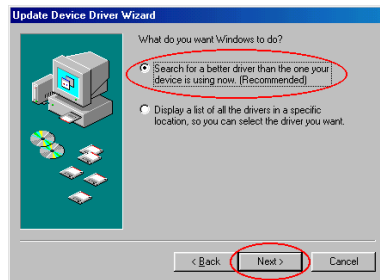 Update Device Driver Wizard
What do you want Windows to do?
Search for a better driver than the one your
device is using now. (Recommended)
Display a list of all the drivers in a specific
location, so you can select the driver you want.
< Back
Next >
Cancel